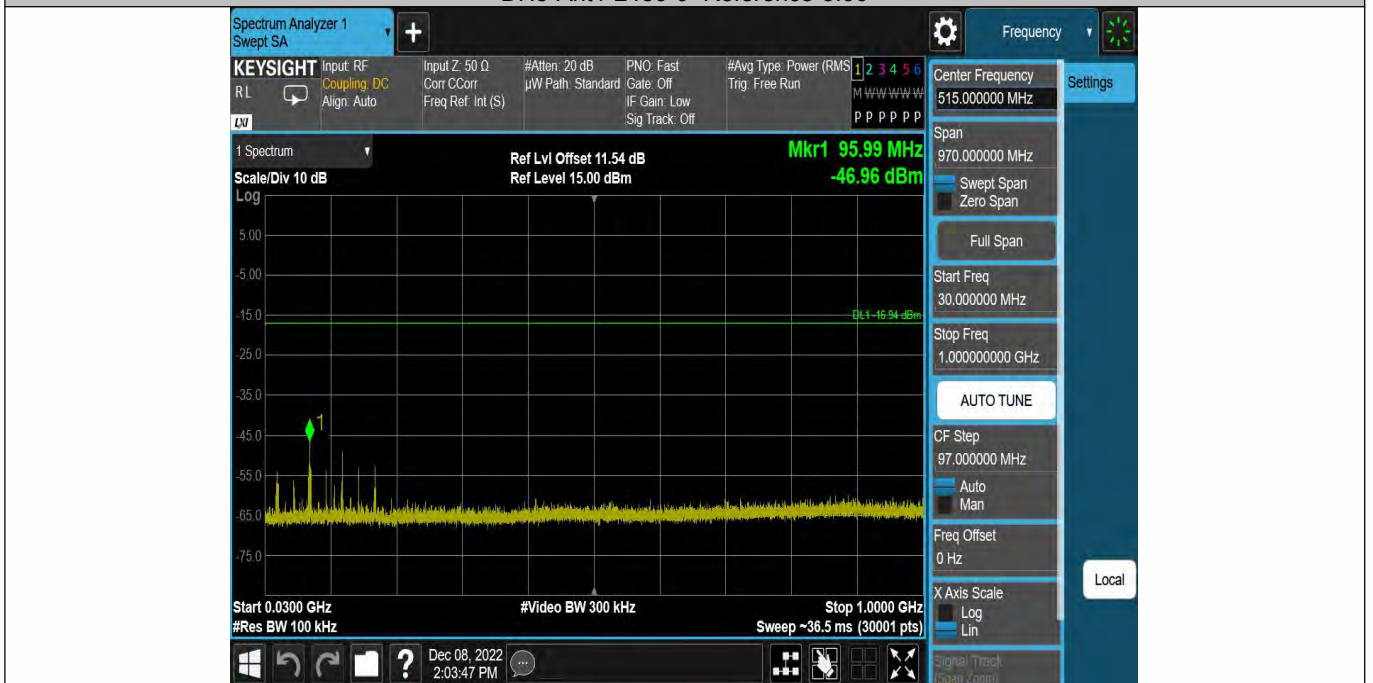 Spectrum Analyzer 1
Swept SA
Frequency
KEYSIGHT
RL
LXI
Input: RF
Coupling: DC
Align: Auto
Input Z: 50 Ω
Corr CCorr
Freq Ref: Int (S)
#Atten: 20 dB
µW Path: Standard
PNO: Fast
Gate: Off
IF Gain: Low
Sig Track: Off
#Avg Type: Power (RMS
Trig: Free Run
1 2 3 4 5 6
M W W W W W
P P P P P P
1 Spectrum
Scale/Div 10 dB
Log
Ref Lvl Offset 11.54 dB
Ref Level 15.00 dBm
Mkr1 95.99 MHz
-46.96 dBm
5.00
-5.00
-15.0
DL1 -16.94 dBm
-25.0
-35.0
1
-45.0
-55.0
-65.0
-75.0
Start 0.0300 GHz
#Res BW 100 kHz
#Video BW 300 kHz
Stop 1.0000 GHz
Sweep ~36.5 ms (30001 pts)
Dec 08, 2022
2:03:47 PM
Center Frequency
515.000000 MHz
Settings
Span
970.000000 MHz
Swept Span
Zero Span
Full Span
Start Freq
30.000000 MHz
Stop Freq
1.000000000 GHz
AUTO TUNE
CF Step
97.000000 MHz
Auto
Man
Freq Offset
0 Hz
Local
X Axis Scale
Log
Lin
Signal Track
(Span Zoom)